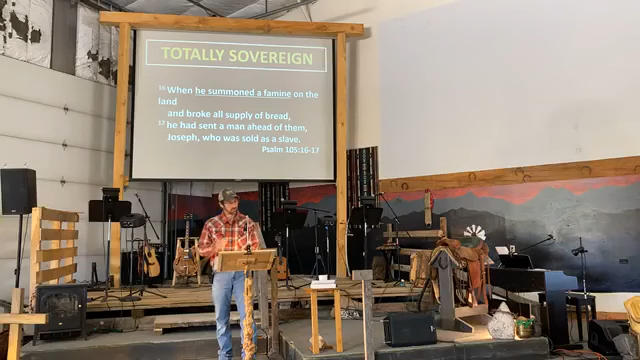 TOTALLY SOVEREIGN
16 When he summoned a famine on the
land
and broke all supply of bread,
17 he had sent a man ahead of them,
Joseph, who was sold as a slave.
Psalm 105:16-17